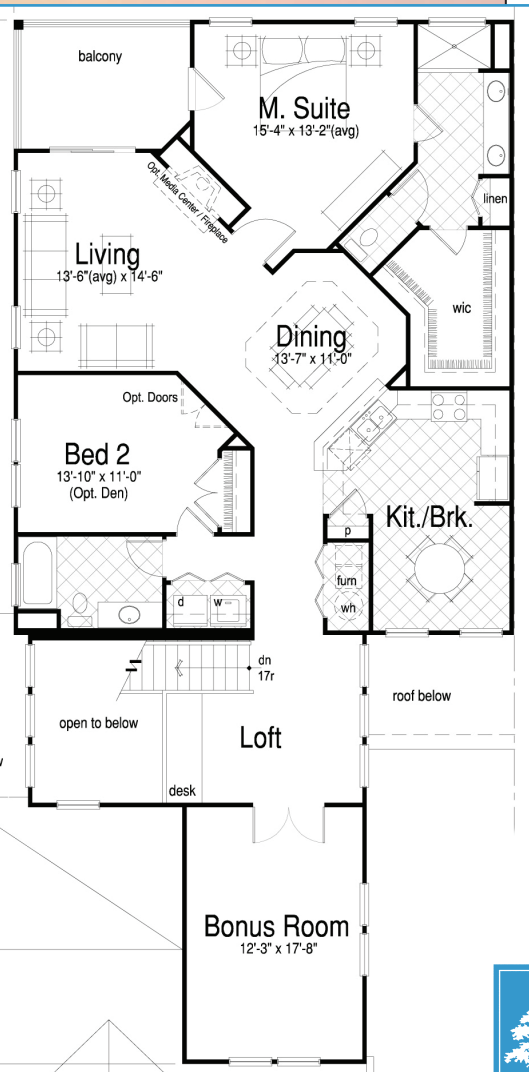 balcony
M. Suite
15'-4" x 13'-2"(avg)
linen
Opt. Media Center / Fireplace
Living
13'-6"(avg) x 14'-6"
wic
Dining
13'-7" x 11'-0"
Opt. Doors
Bed 2
13'-10" x 11'-0"
(Opt. Den)
Kit./Brk.
p
furn
wh
d
w
dn
17r
roof below
open to below
Loft
desk
Bonus Room
12'-3" x 17'-8"